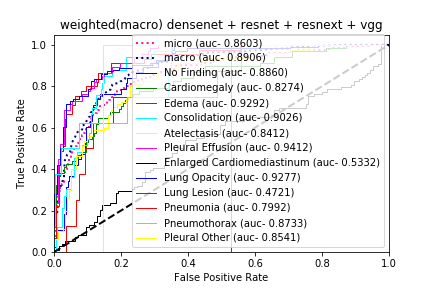 weighted(macro) densenet + resnet + resnext + vgg
micro (auc- 0.8603)
macro (auc- 0.8906)
No Finding (auc- 0.8860)
Cardiomegaly (auc- 0.8274)
Edema (auc- 0.9292)
Consolidation (auc- 0.9026)
Atelectasis (auc- 0.8412)
Pleural Effusion (auc- 0.9412)
Enlarged Cardiomediastinum (auc- 0.5332)
Lung Opacity (auc- 0.9277)
Lung Lesion (auc- 0.4721)
Pneumonia (auc- 0.7992)
Pneumothorax (auc- 0.8733)
Pleural Other (auc- 0.8541)
True Positive Rate
1.0
0.8
0.6
0.4
0.2
0.0
0.0 0.2 0.4 0.6 0.8 1.0
False Positive Rate